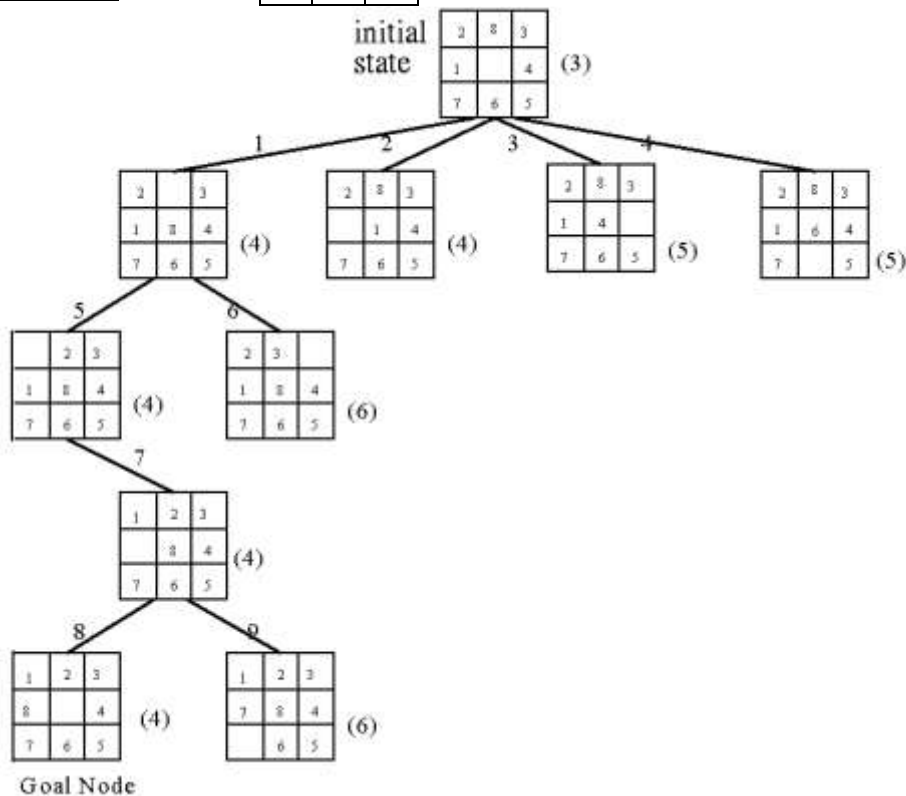 initial
state
2 8 3
1 4 (3)
7 6 5
1 2 3 4
2 3
1 8 4 (4)
7 6 5
2 8 3
1 4 (4)
7 6 5
2 8 3
1 4
7 6 5 (5)
2 8 3
1 6 4
7 5 (5)
5 6
2 3
1 8 4 (4)
7 6 5
2 3
1 8 4 (6)
7 6 5
7
1 2 3
8 4 (4)
7 6 5
8 9
1 2 3
8 4 (4)
7 6 5
1 2 3
7 8 4 (6)
6 5
Goal Node